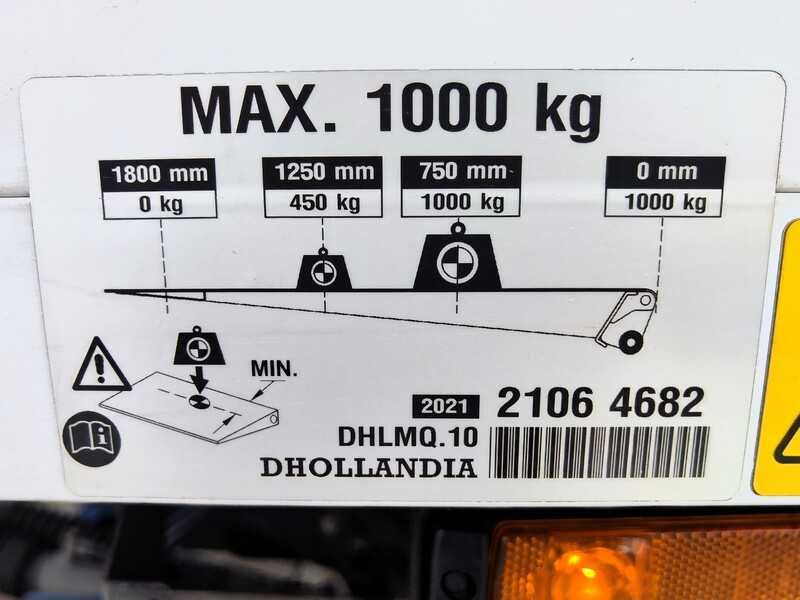 MAX. 1000 kg
1800 mm 1250 mm 750 mm 0 mm
0 kg 450 kg 1000 kg 1000 kg
MIN.
2021 2106 4682
DHLMQ.10
DHOLLANDIA